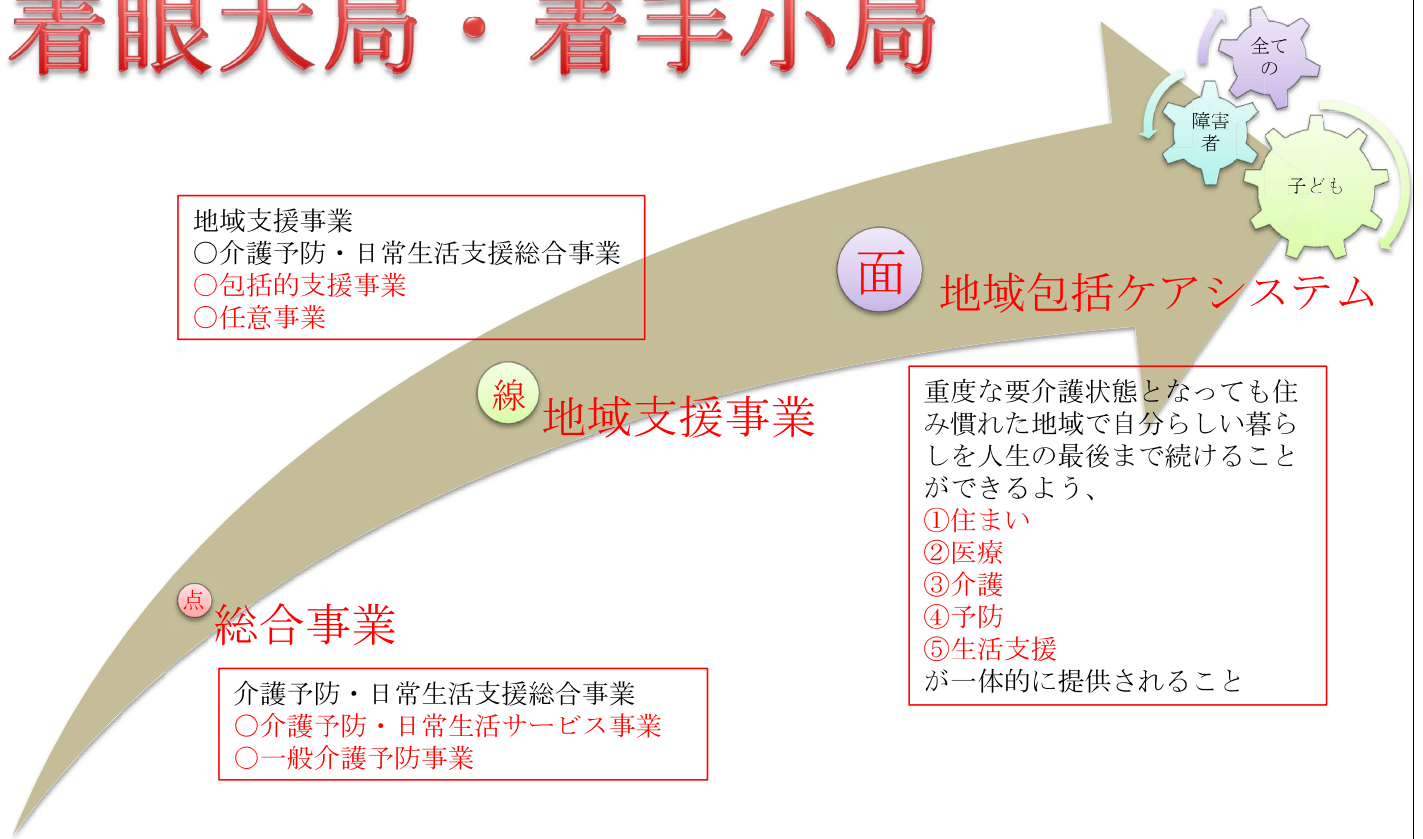 着眼大局・着手小局
全て
の
障害
者
子ども
地域支援事業
○介護予防・日常生活支援総合事業
○包括的支援事業
○任意事業
面
地域包括ケアシステム
線
地域支援事業
重度な要介護状態となっても住
み慣れた地域で自分らしい暮ら
しを人生の最後まで続けること
ができるよう、
①住まい
②医療
③介護
④予防
⑤生活支援
が一体的に提供されること
点
総合事業
介護予防・日常生活支援総合事業
○介護予防・日常生活サービス事業
○一般介護予防事業